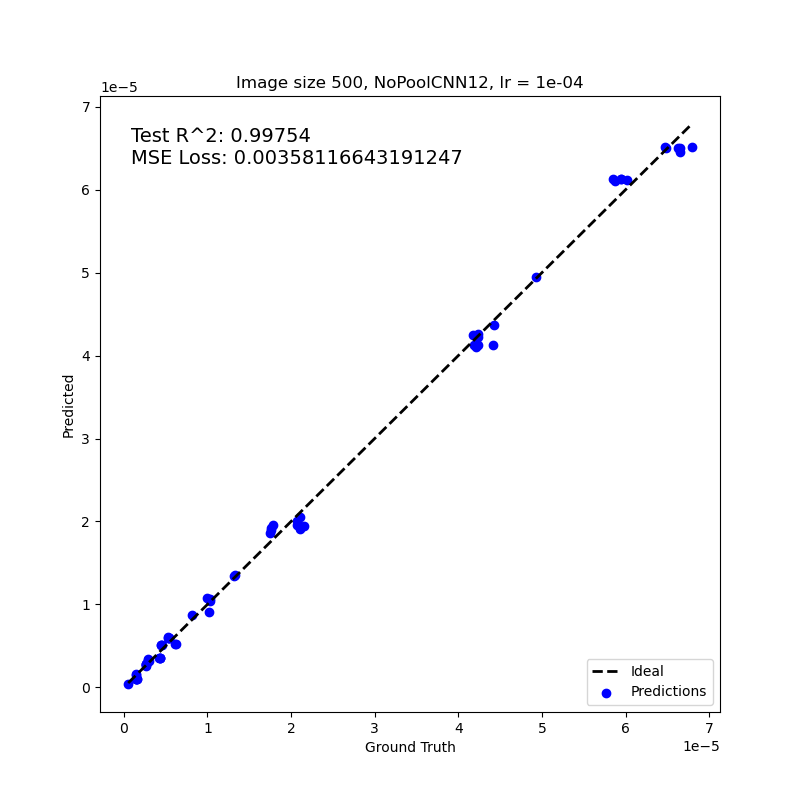 Image size 500, NoPoolCNN12, lr = 1e-04
1e−5
7
Test R^2: 0.99754
MSE Loss: 0.00358116643191247
6
5
4
Predicted
3
2
1
0
Ideal
Predictions
0 1 2 3 4 5 6 7
Ground Truth
1e−5